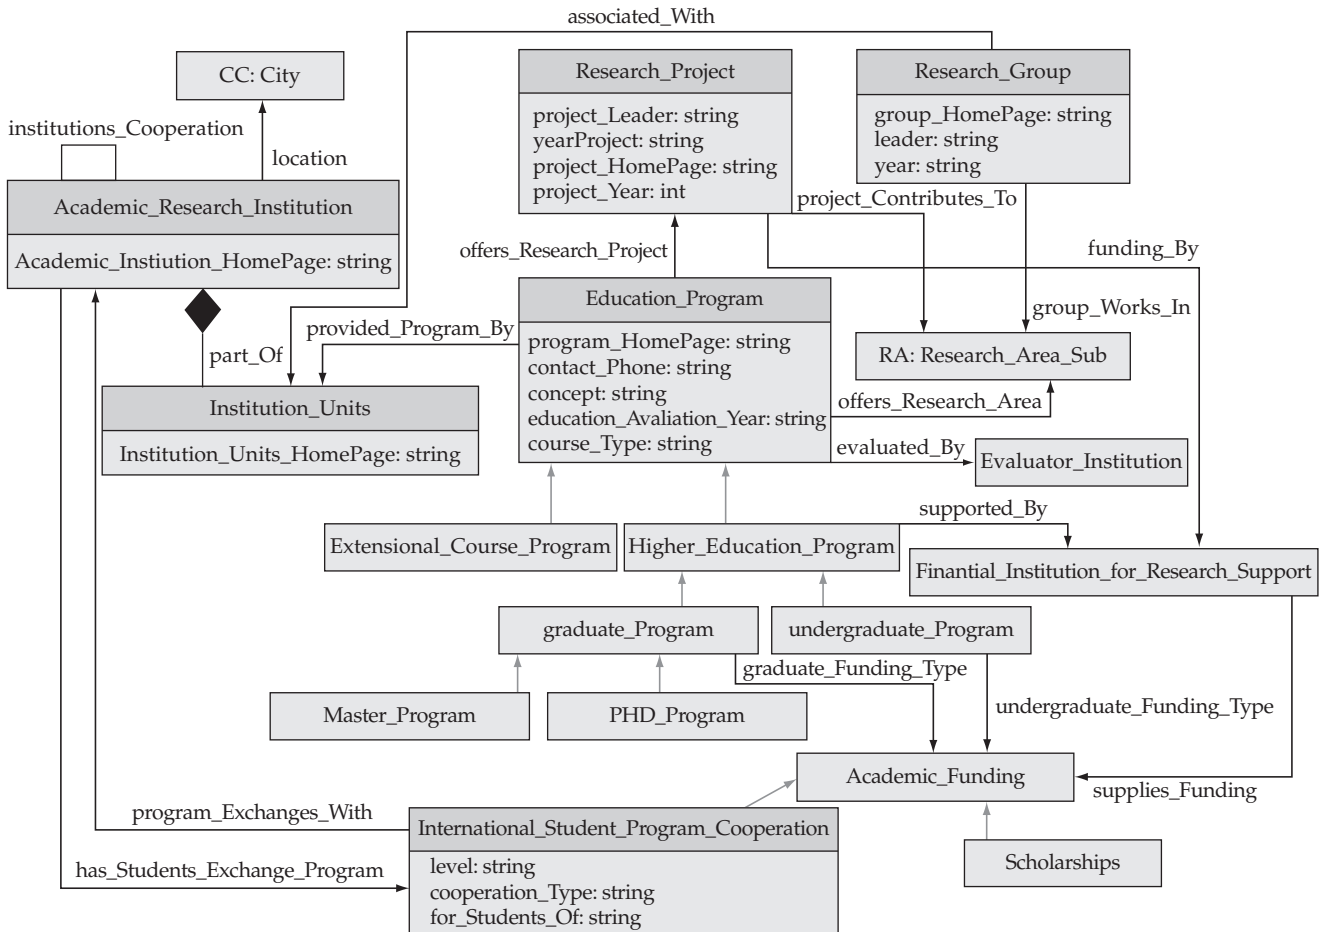 associated_With
CC: City
Research_Project
project_Leader: string
yearProject: string
project_HomePage: string
project_Year: int
Research_Group
group_HomePage: string
leader: string
year: string
institutions_Cooperation
location
Academic_Research_Institution
Academic_Instiution_HomePage: string
project_Contributes_To
offers_Research_Project
funding_By
Education_Program
program_HomePage: string
contact_Phone: string
concept: string
education_Avaliation_Year: string
course_Type: string
group_Works_In
provided_Program_By
part_Of
RA: Research_Area_Sub
Institution_Units
Institution_Units_HomePage: string
offers_Research_Area
evaluated_By
Evaluator_Institution
supported_By
Extensional_Course_Program
Higher_Education_Program
Finantial_Institution_for_Research_Support
graduate_Program
undergraduate_Program
graduate_Funding_Type
Master_Program
PHD_Program
undergraduate_Funding_Type
Academic_Funding
supplies_Funding
program_Exchanges_With
International_Student_Program_Cooperation
level: string
cooperation_Type: string
for_Students_Of: string
has_Students_Exchange_Program
Scholarships